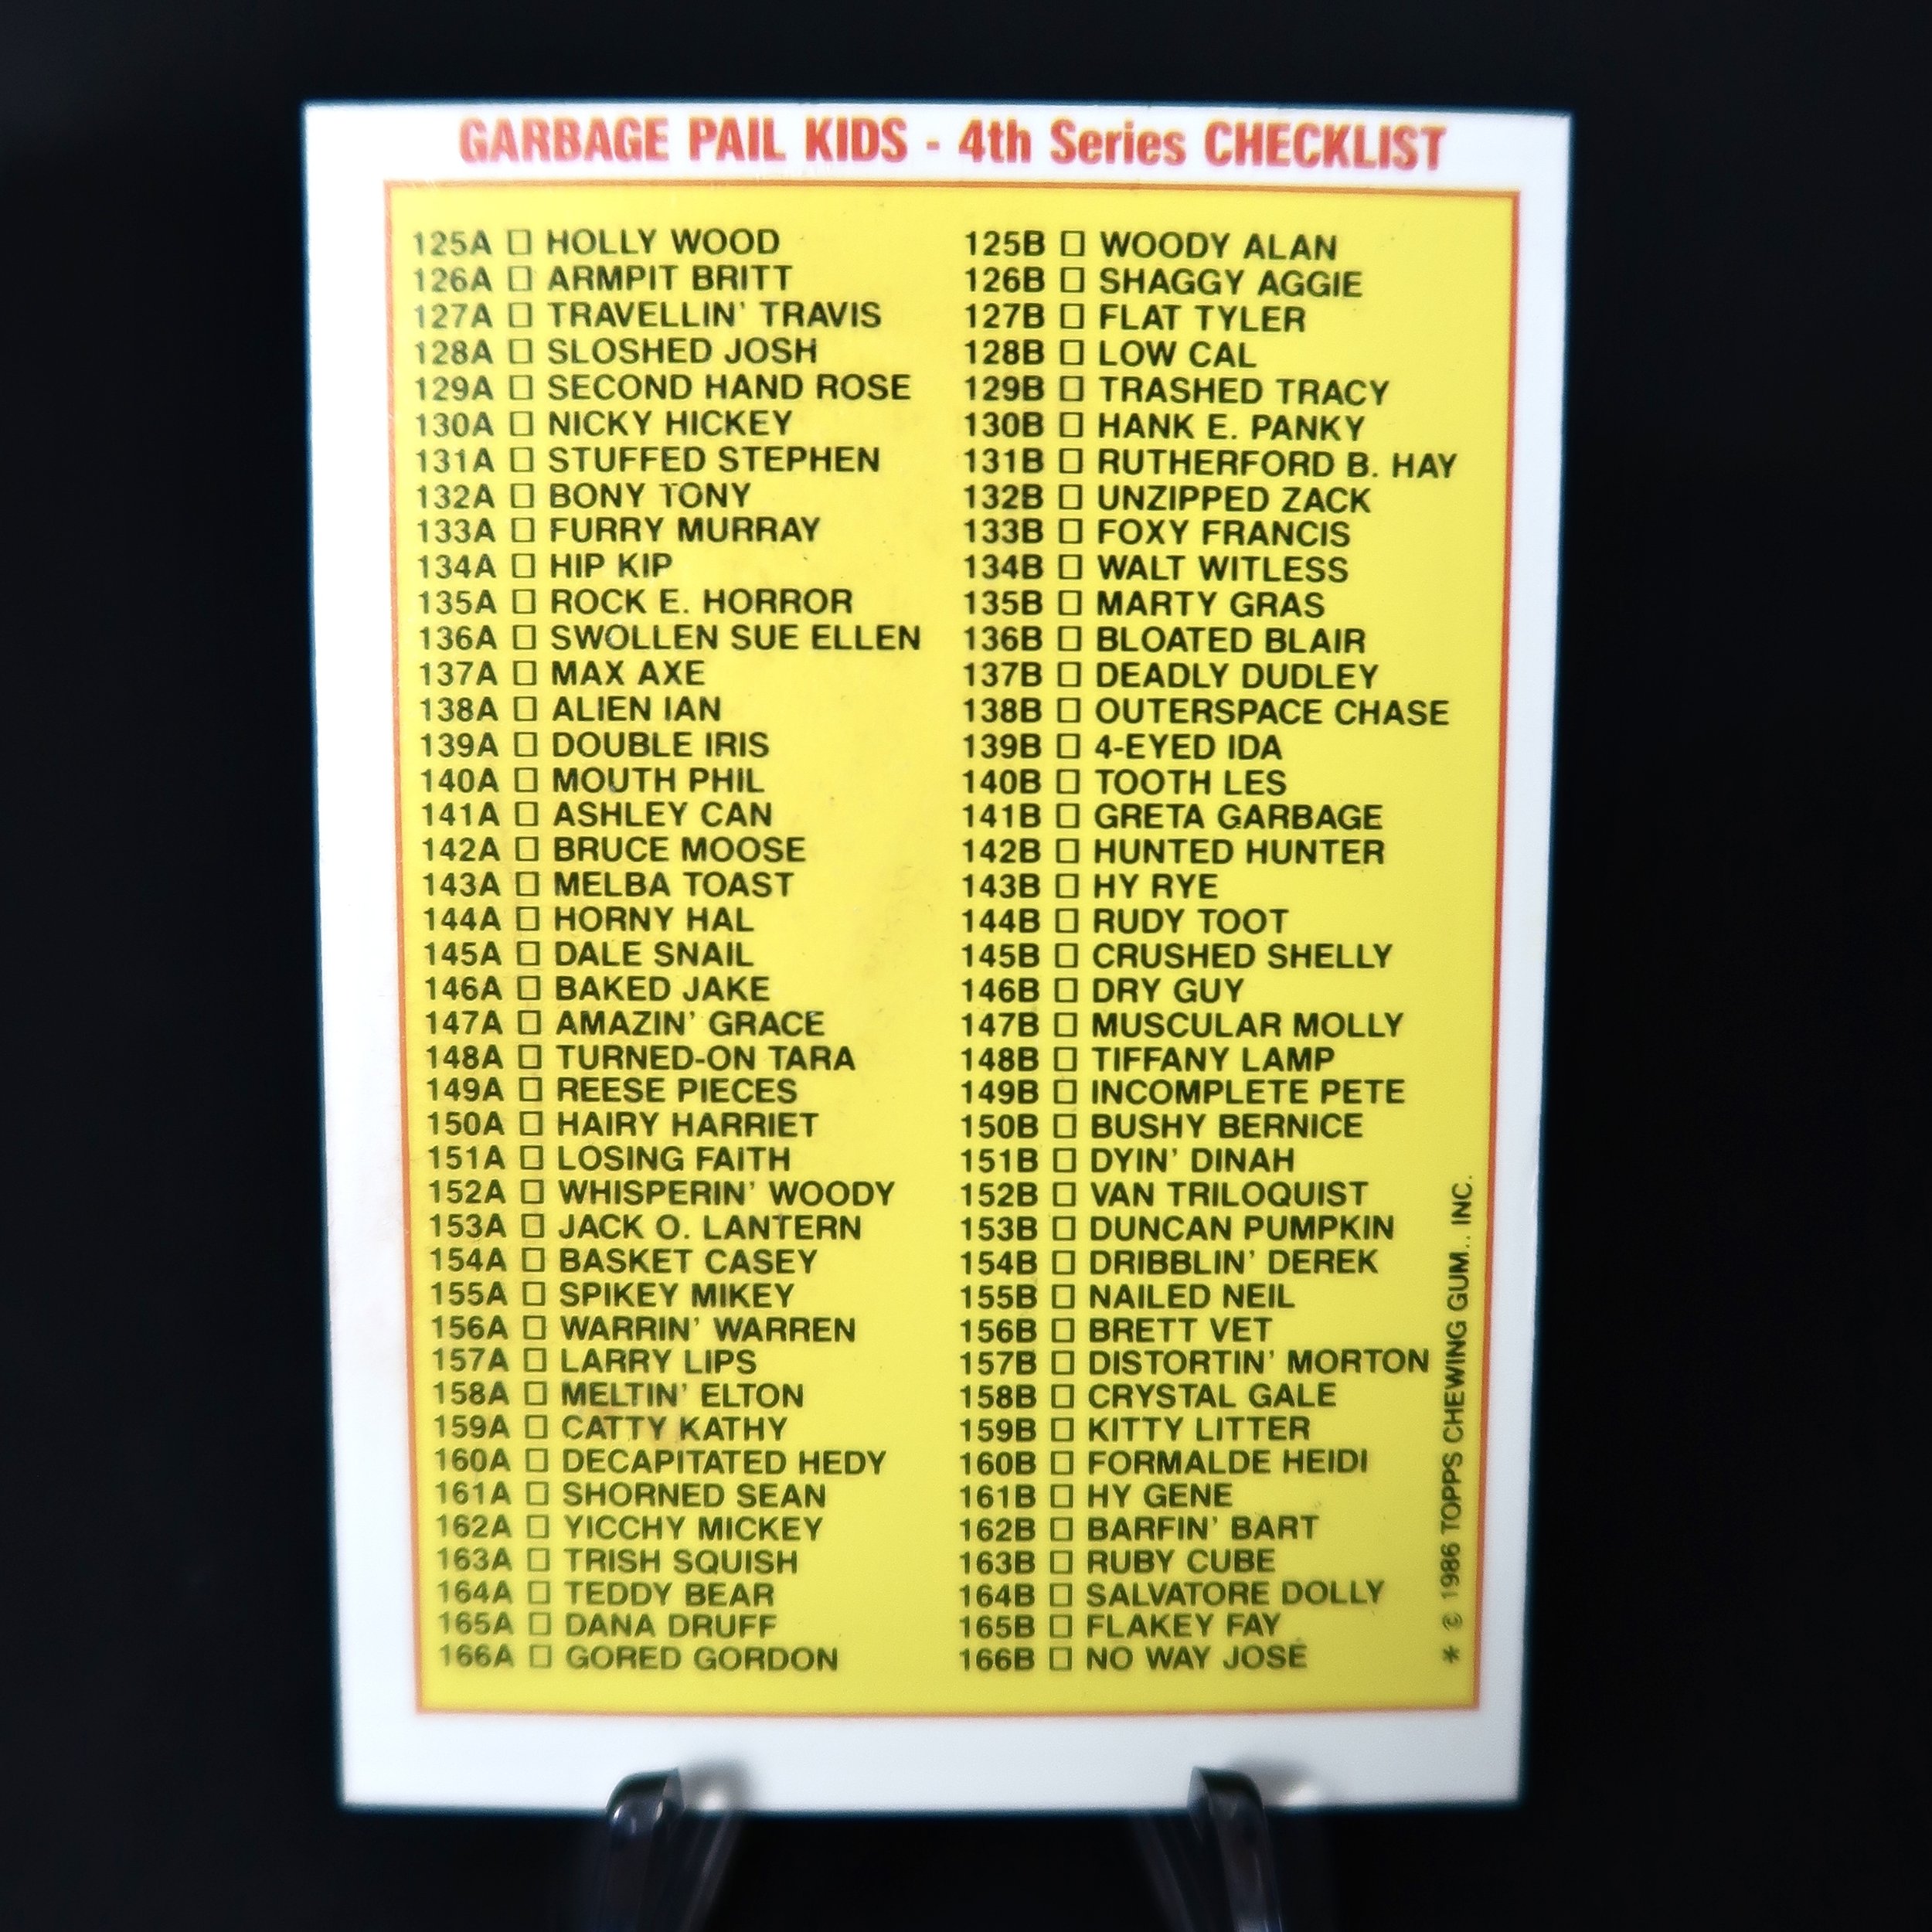 GARBAGE PAIL KIDS - 4th Series CHECKLIST
125A □ HOLLY WOOD
126A □ ARMPIT BRITT
127A □ TRAVELLIN' TRAVIS
128A □ SLOSHED JOSH
129A □ SECOND HAND ROSE
130A □ NICKY HICKEY
131A □ STUFFED STEPHEN
132A □ BONY TONY
133A □ FURRY MURRAY
134A □ HIP KIP
135A □ ROCK E. HORROR
136A □ SWOLLEN SUE ELLEN
137A □ MAX AXE
138A □ ALIEN IAN
139A □ DOUBLE IRIS
140A □ MOUTH PHIL
141A □ ASHLEY CAN
142A □ BRUCE MOOSE
143A □ MELBA TOAST
144A □ HORNY HAL
145A □ DALE SNAIL
146A □ BAKED JAKE
147A □ AMAZIN' GRACE
148A □ TURNED-ON TARA
149A □ REESE PIECES
150A □ HAIRY HARRIET
151A □ LOSING FAITH
152A □ WHISPERIN' WOODY
153A □ JACK O. LANTERN
154A □ BASKET CASEY
155A □ SPIKEY MIKEY
156A □ WARRIN' WARREN
157A □ LARRY LIPS
158A □ MELTIN' ELTON
159A □ CATTY KATHY
160A □ DECAPITATED HEDY
161A □ SHORNED SEAN
162A □ YICCHY MICKEY
163A □ TRISH SQUISH
164A □ TEDDY BEAR
165A □ DANA DRUFF
166A □ GORED GORDON
125B □ WOODY ALAN
126B □ SHAGGY AGGIE
127B □ FLAT TYLER
128B □ LOW CAL
129B □ TRASHED TRACY
130B □ HANK E. PANKY
131B □ RUTHERFORD B. HAY
132B □ UNZIPPED ZACK
133B □ FOXY FRANCIS
134B □ WALT WITLESS
135B □ MARTY GRAS
136B □ BLOATED BLAIR
137B □ DEADLY DUDLEY
138B □ OUTERSPACE CHASE
139B □ 4-EYED IDA
140B □ TOOTH LES
141B □ GRETA GARBAGE
142B □ HUNTED HUNTER
143B □ HY RYE
144B □ RUDY TOOT
145B □ CRUSHED SHELLY
146B □ DRY GUY
147B □ MUSCULAR MOLLY
148B □ TIFFANY LAMP
149B □ INCOMPLETE PETE
150B □ BUSHY BERNICE
151B □ DYIN' DINAH
152B □ VAN TRILOQUIST
153B □ DUNCAN PUMPKIN
154B □ DRIBBLIN' DEREK
155B □ NAILED NEIL
156B □ BRETT VET
157B □ DISTORTIN' MORTON
158B □ CRYSTAL GALE
159B □ KITTY LITTER
160B □ FORMALDE HEIDI
161B □ HY GENE
162B □ BARFIN' BART
163B □ RUBY CUBE
164B □ SALVATORE DOLLY
165B □ FLAKEY FAY
166B □ NO WAY JOSÉ
* © 1986 TOPPS CHEWING GUM., INC.